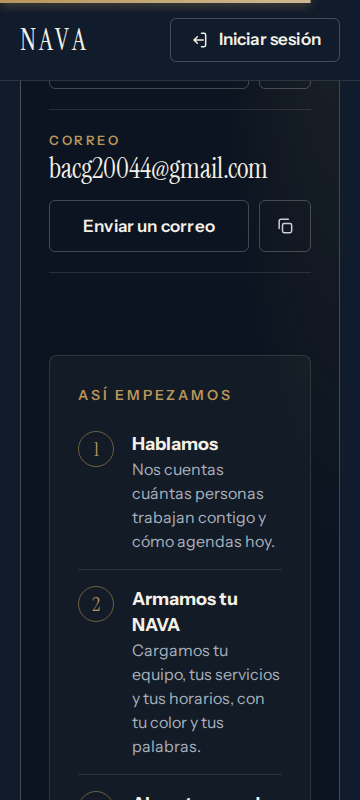 NAVA
Iniciar sesión
CORREO
bacg20044@gmail.com
Enviar un correo
ASÍ EMPEZAMOS
1
Hablamos
Nos cuentas
cuántas personas
trabajan contigo y
cómo agendas hoy.
2
Armamos tu
NAVA
Cargamos tu
equipo, tus servicios
y tus horarios, con
tu color y tus
palabras.